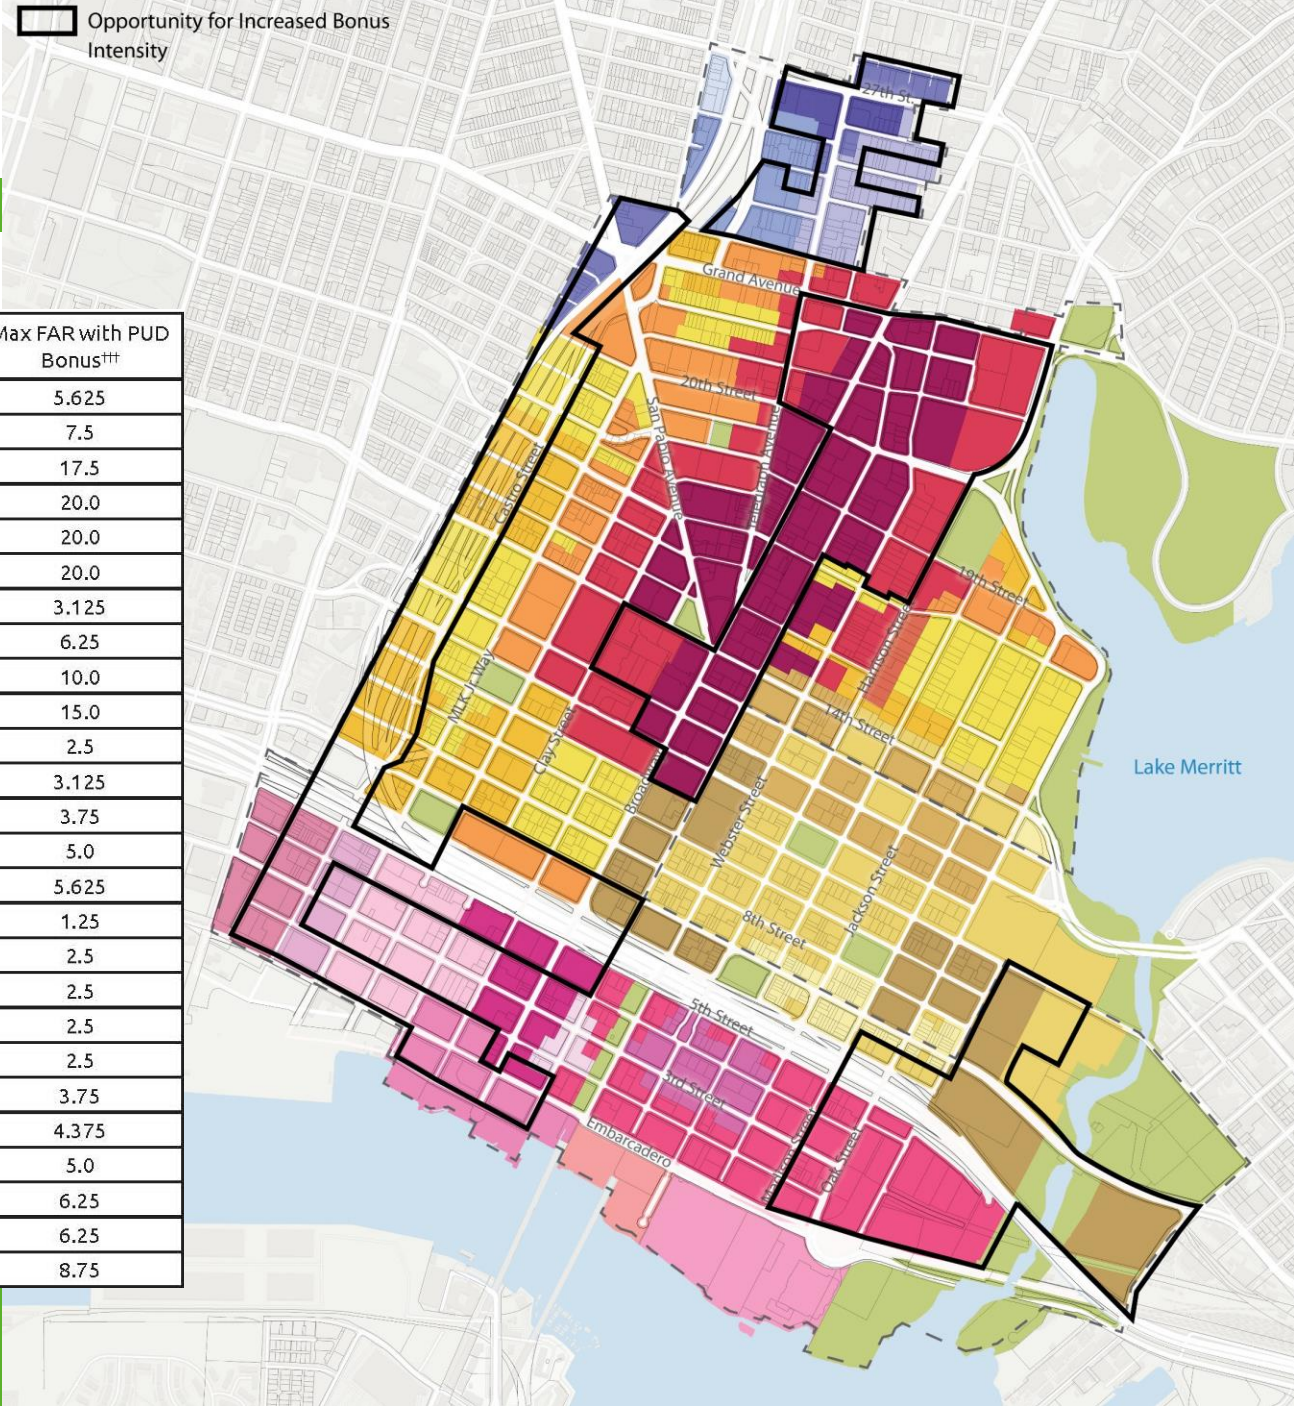 Opportunity for Increased Bonus
Intensity
27th St.
Grand Avenue
20th Street
San Pablo Avenue
Telegraph Avenue
Castro Street
19th Street
Harrison Street
MLK Jr. Way
14th Street
Clay Street
Broadway
Webster Street
Lake Merritt
Jackson Street
8th Street
5th Street
3rd Street
Embarcadero
Madison Street
Oak Street
Max FAR with PUD
Bonus†††
5.625
7.5
17.5
20.0
20.0
20.0
3.125
6.25
10.0
15.0
2.5
3.125
3.75
5.0
5.625
1.25
2.5
2.5
2.5
2.5
3.75
4.375
5.0
6.25
6.25
8.75